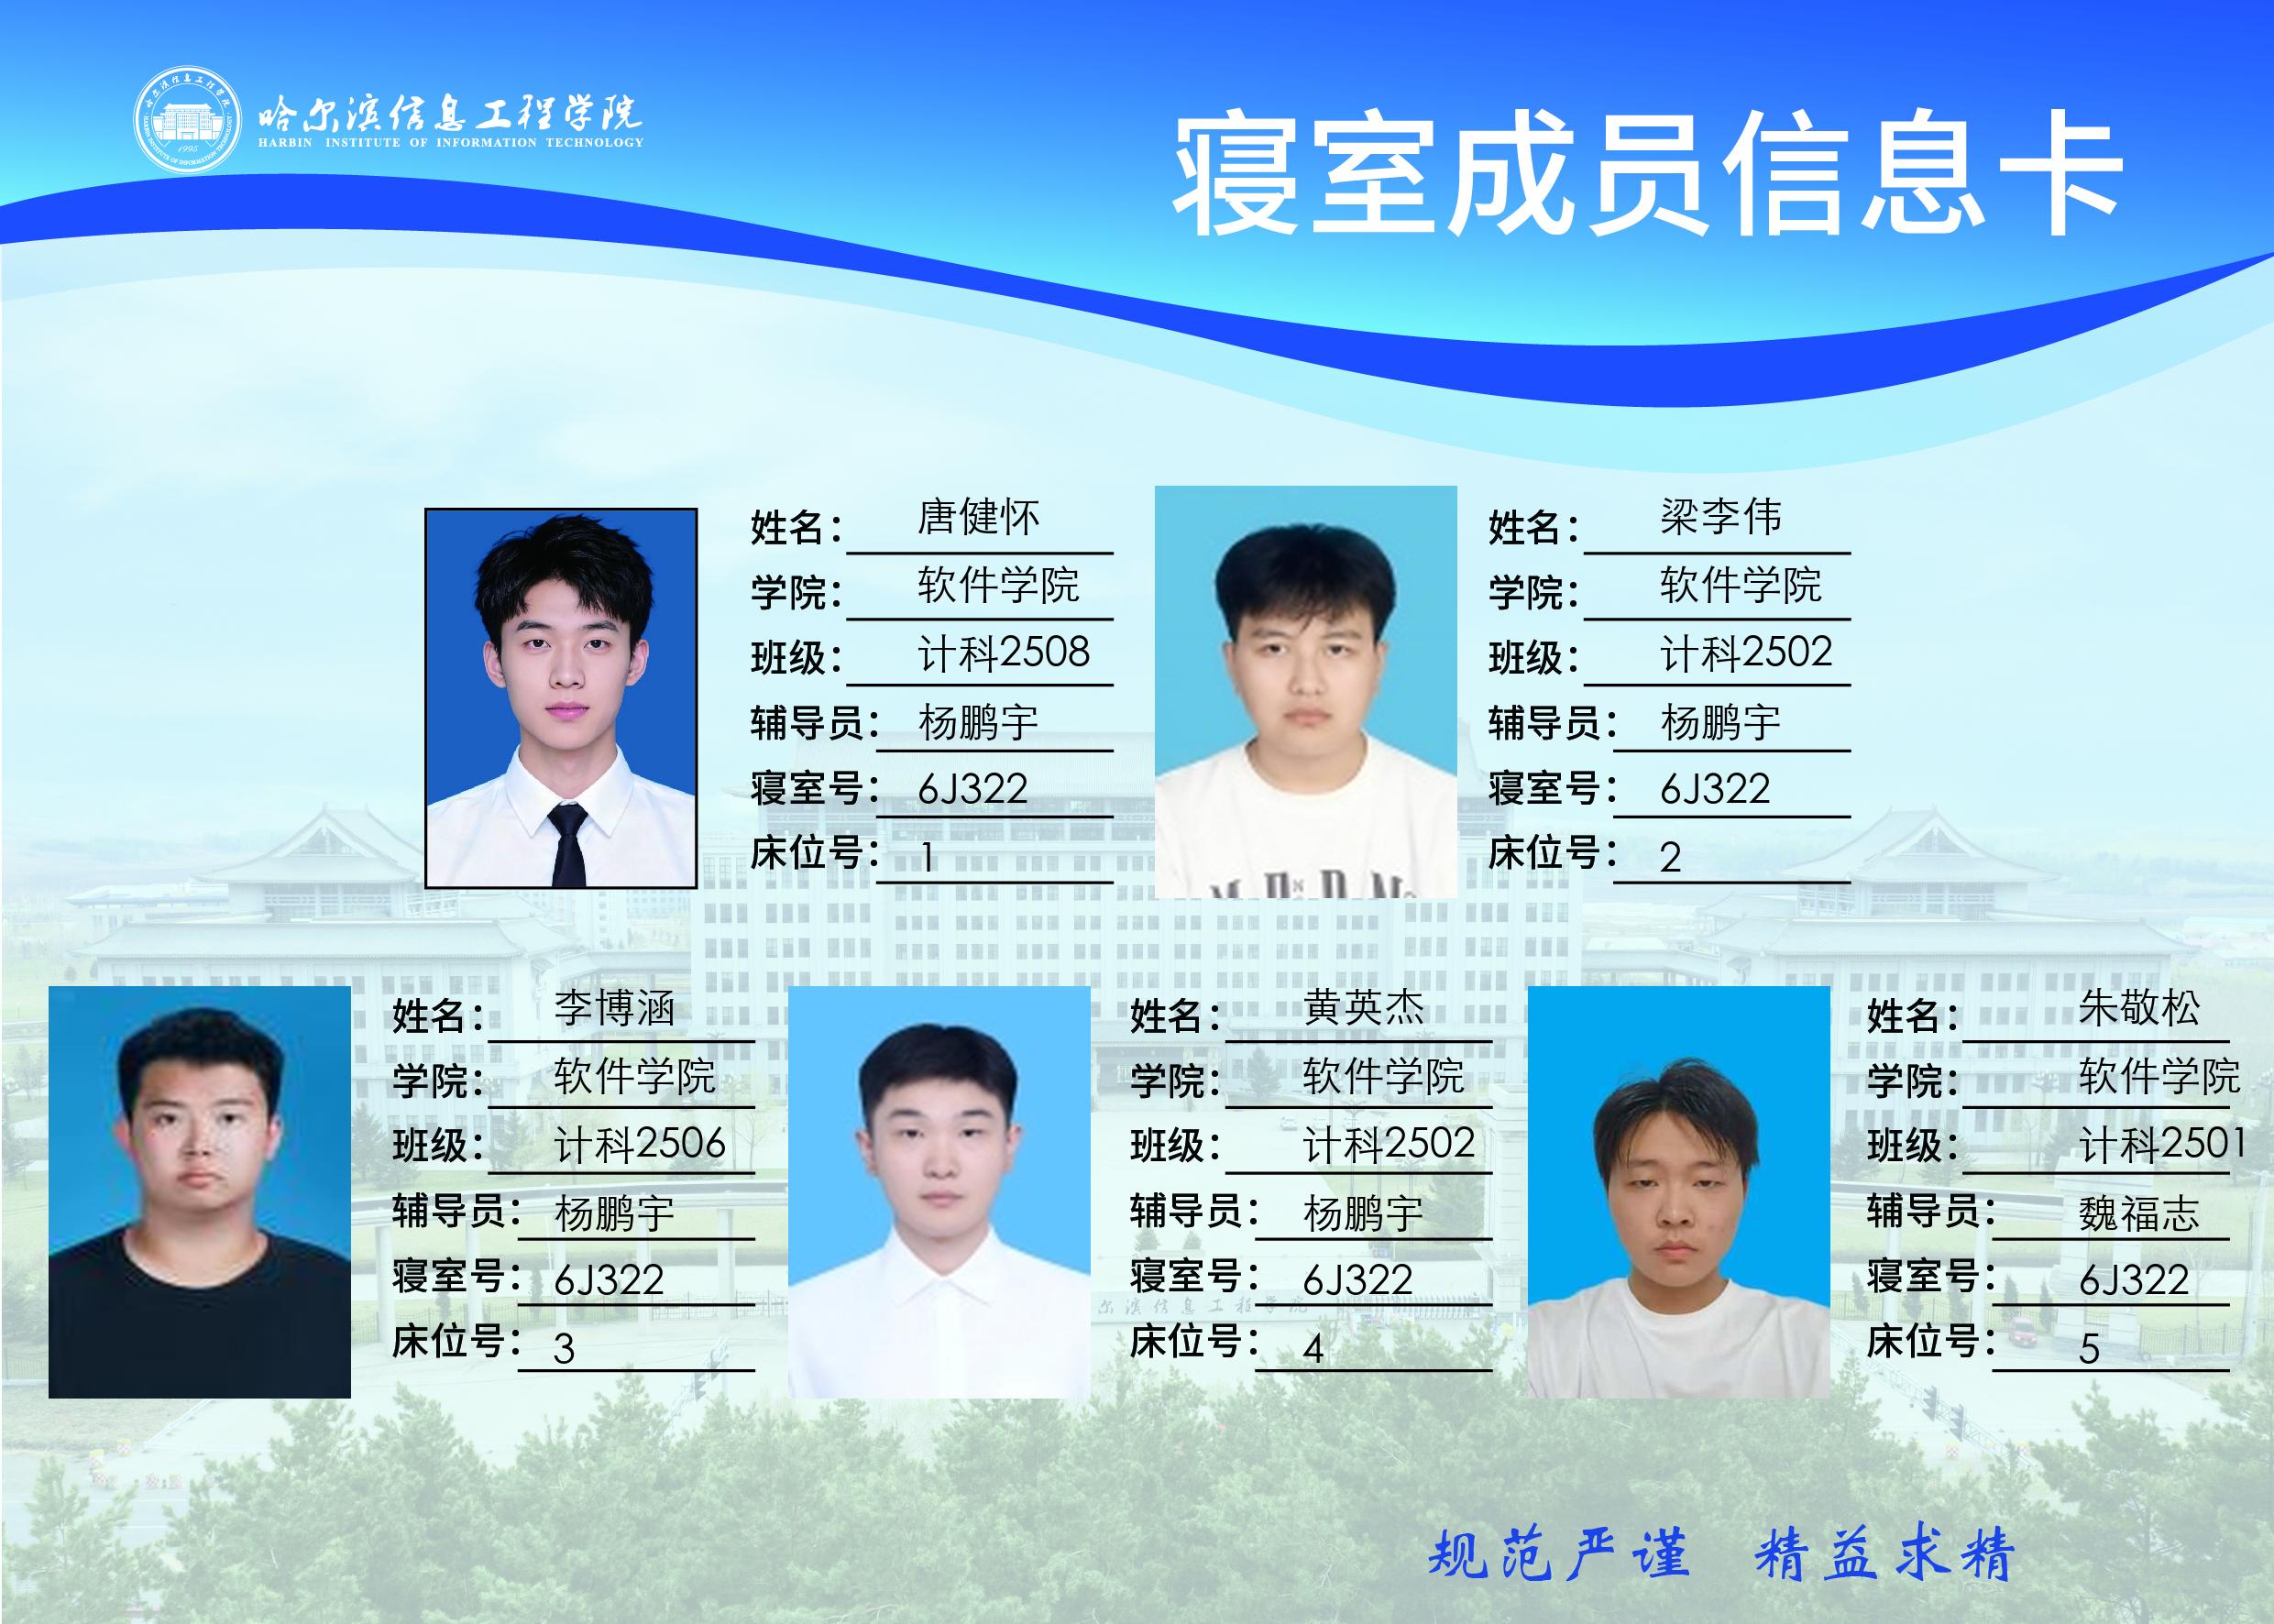 哈尔滨信息工程学院
HARBIN INSTITUTE OF INFORMATION TECHNOLOGY
1995
寝室成员信息卡
姓名： 唐健怀
学院： 软件学院
班级： 计科2508
辅导员： 杨鹏宇
寝室号： 6J322
床位号： 1
姓名： 梁李伟
学院： 软件学院
班级： 计科2502
辅导员： 杨鹏宇
寝室号： 6J322
床位号： 2
姓名： 李博涵
学院： 软件学院
班级： 计科2506
辅导员： 杨鹏宇
寝室号： 6J322
床位号： 3
姓名： 黄英杰
学院： 软件学院
班级： 计科2502
辅导员： 杨鹏宇
寝室号： 6J322
床位号： 4
姓名： 朱敬松
学院： 软件学院
班级： 计科2501
辅导员： 魏福志
寝室号： 6J322
床位号： 5
规范严谨 精益求精